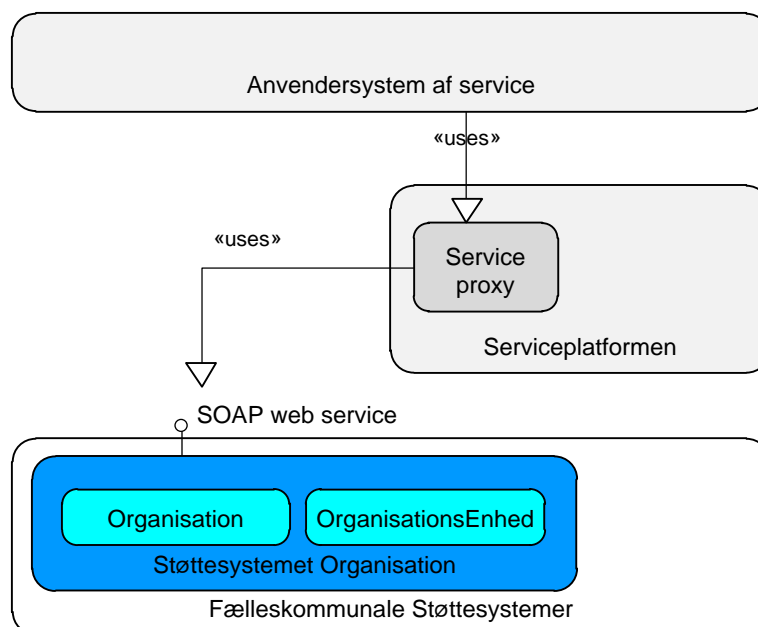 Anvendersystem af service
«uses»
«uses»
Service
proxy
Serviceplatformen
SOAP web service
Organisation
OrganisationsEnhed
Støttesystemet Organisation
Fælleskommunale Støttesystemer